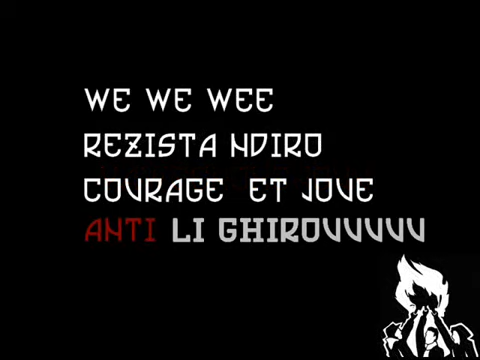 WE WE WEE
REZISTA NDIRO
COURAGE ET JOUE
ANTI LI GHIROUUUUU